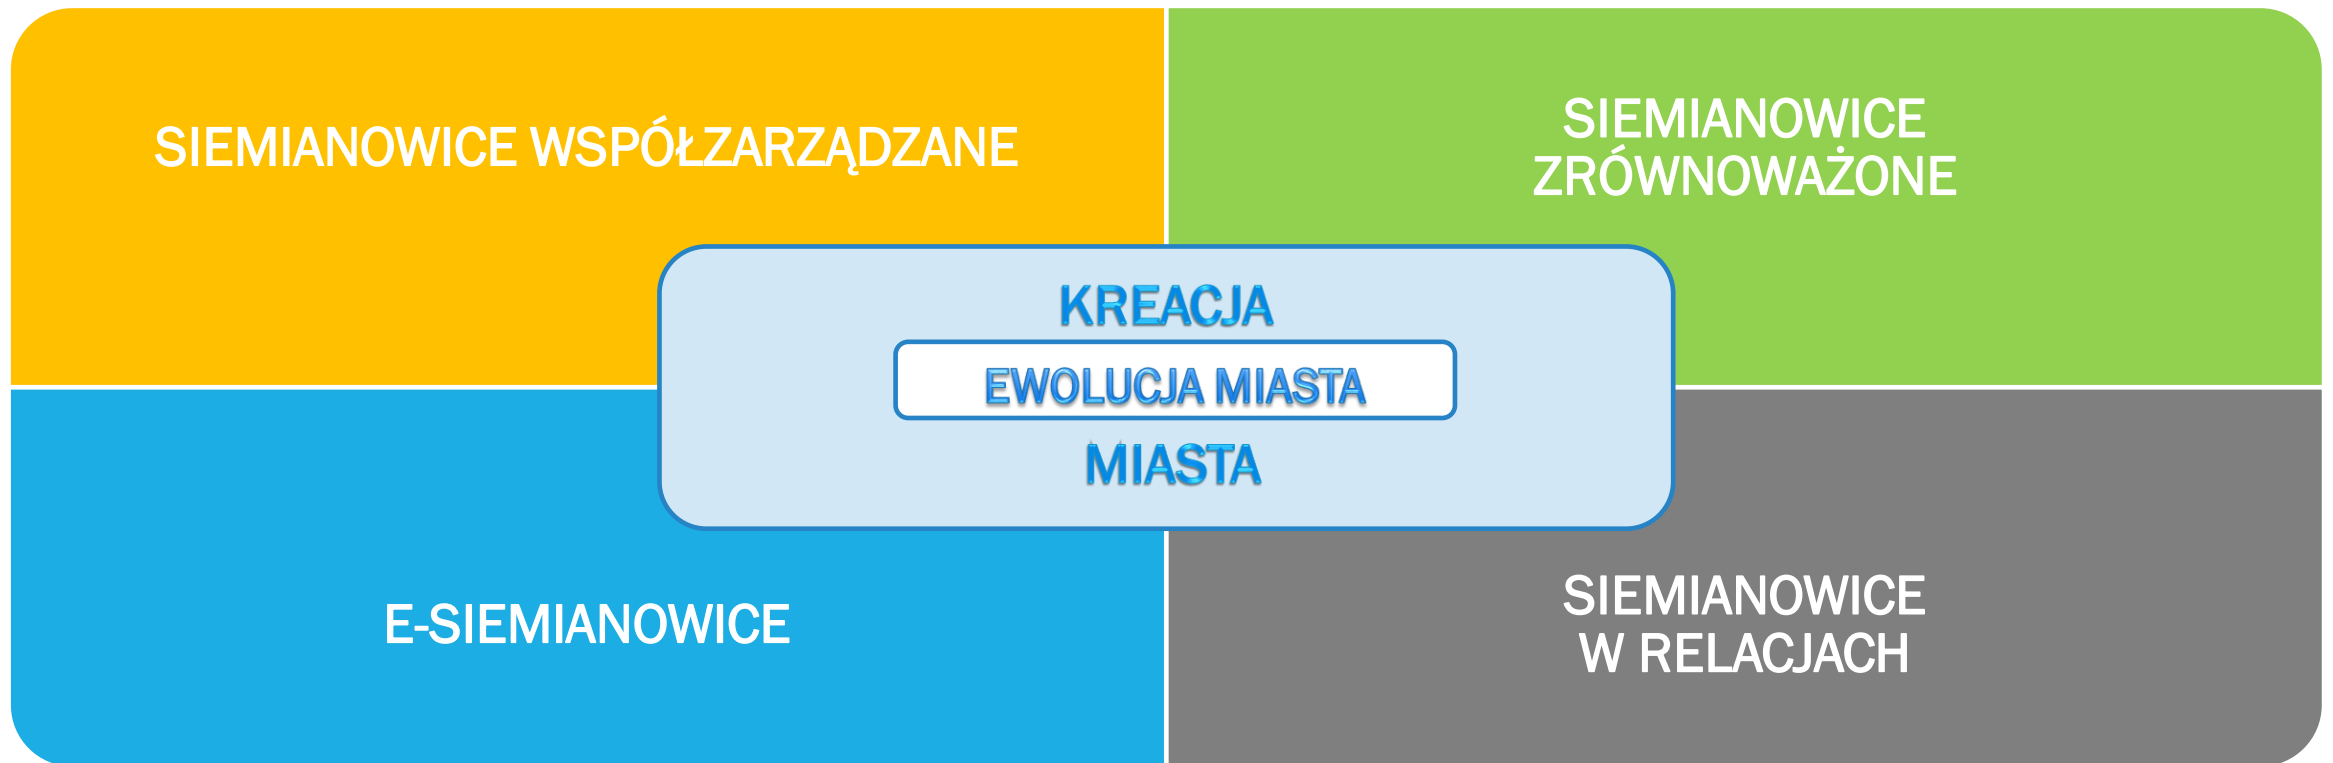 SIEMIANOWICE WSPÓŁZARZĄDZANE
SIEMIANOWICE
ZRÓWNOWAŻONE
KREACJA
EWOLUCJA MIASTA
MIASTA
E-SIEMIANOWICE
SIEMIANOWICE
W RELACJACH